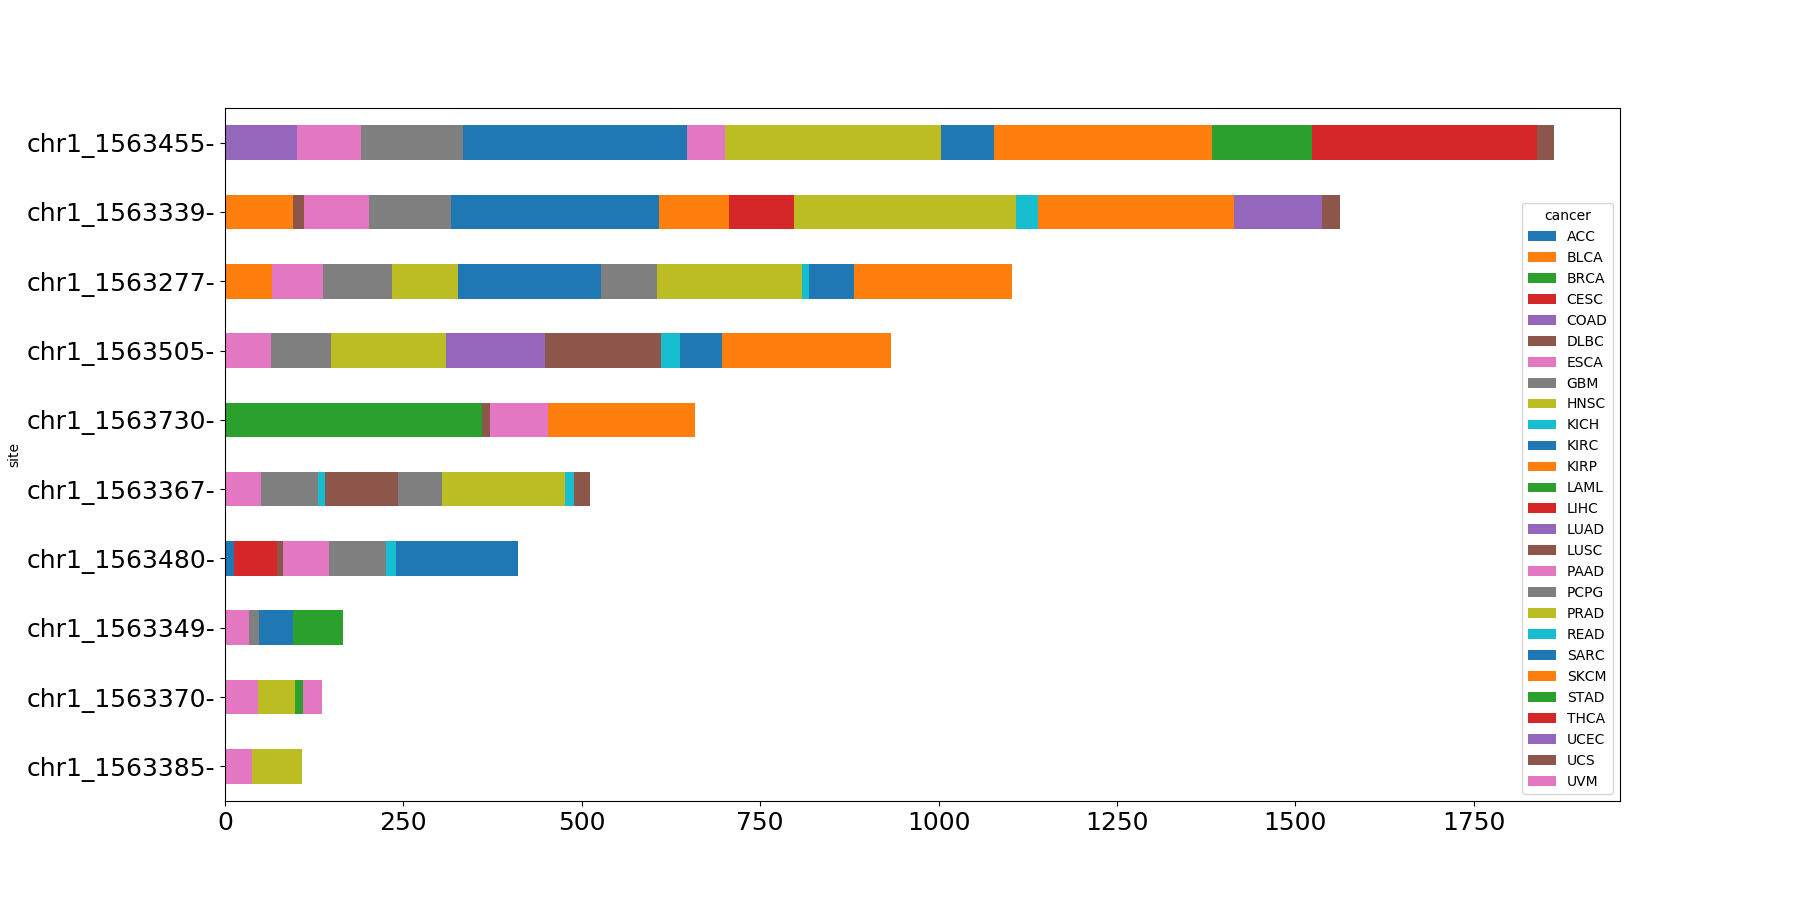 chr1_1563455-
chr1_1563339-
chr1_1563277-
chr1_1563505-
chr1_1563730-
chr1_1563367-
chr1_1563480-
chr1_1563349-
chr1_1563370-
chr1_1563385-
site
0 250 500 750 1000 1250 1500 1750
cancer
ACC
BLCA
BRCA
CESC
COAD
DLBC
ESCA
GBM
HNSC
KICH
KIRC
KIRP
LAML
LIHC
LUAD
LUSC
PAAD
PCPG
PRAD
READ
SARC
SKCM
STAD
THCA
UCEC
UCS
UVM